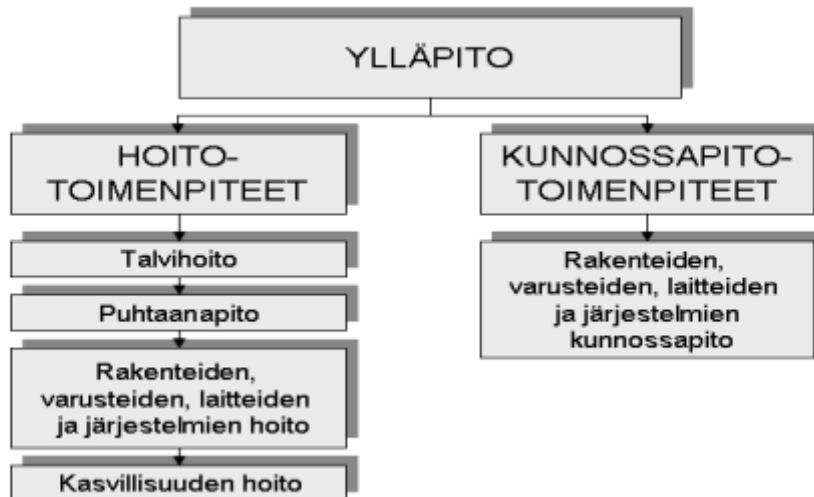 YLLÄPITO
HOITO-
TOIMENPITEET
Talvihoito
Puhtaanapito
Rakenteiden,
varusteiden, laitteiden
ja järjestelmien hoito
Kasvillisuuden hoito
KUNNOSSAPITO-
TOIMENPITEET
Rakenteiden,
varusteiden, laitteiden
ja järjestelmien
kunnossapito